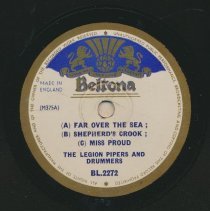 Beltona
MADE IN
ENGLAND
(M375A)
(A) FAR OVER THE SEA ;
(B) SHEPHERD'S CROOK ;
(C) MISS PROUD
THE LEGION PIPERS AND
DRUMMERS
BL.2272